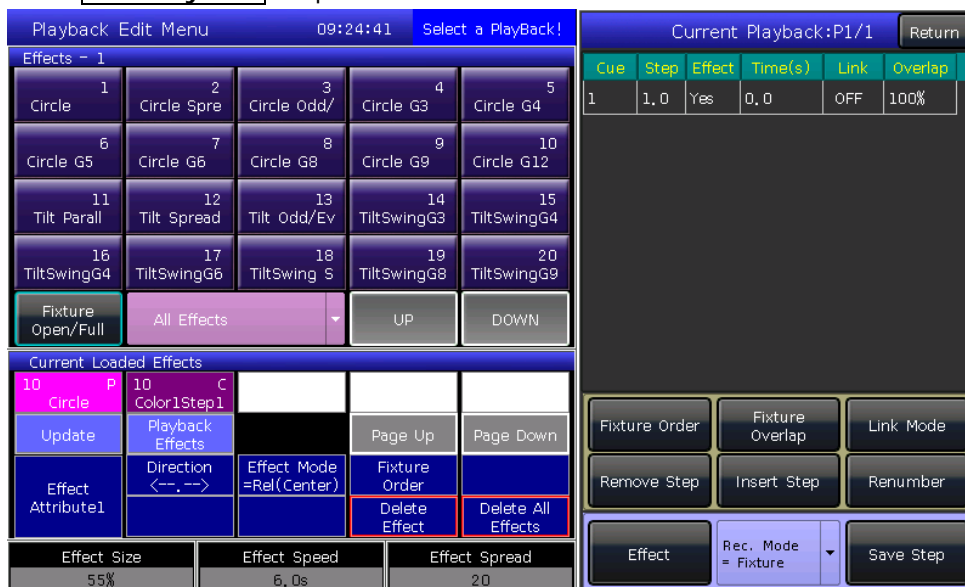 Playback Edit Menu 09:24:41 Select a PlayBack!
Effects - 1
1 2 3 4 5
Circle Circle Spre Circle Odd/ Circle G3 Circle G4
6 7 8 9 10
Circle G5 Circle G6 Circle G8 Circle G9 Circle G12
11 12 13 14 15
Tilt Parall Tilt Spread Tilt Odd/Ev TiltSwingG3 TiltSwingG4
16 17 18 19 20
TiltSwingG4 TiltSwingG6 TiltSwing S TiltSwingG8 TiltSwingG9
Fixture
Open/Full All Effects UP DOWN
Current Loaded Effects
10 P 10 C
Circle Color1Step1
Update Playback
Effects Page Up Page Down
Effect
Attribute1
Direction
<--.-->
Effect Mode
=Rel(Center)
Fixture
Order
Delete
Effect
Delete All
Effects
Effect Size Effect Speed Effect Spread
55% 6.0s 20
Current Playback:P1/1 Return
Cue Step Effect Time(s) Link Overlap
1 1.0 Yes 0.0 OFF 100%
Fixture Order
Fixture
Overlap
Link Mode
Remove Step Insert Step Renumber
Effect
Rec. Mode
= Fixture
Save Step